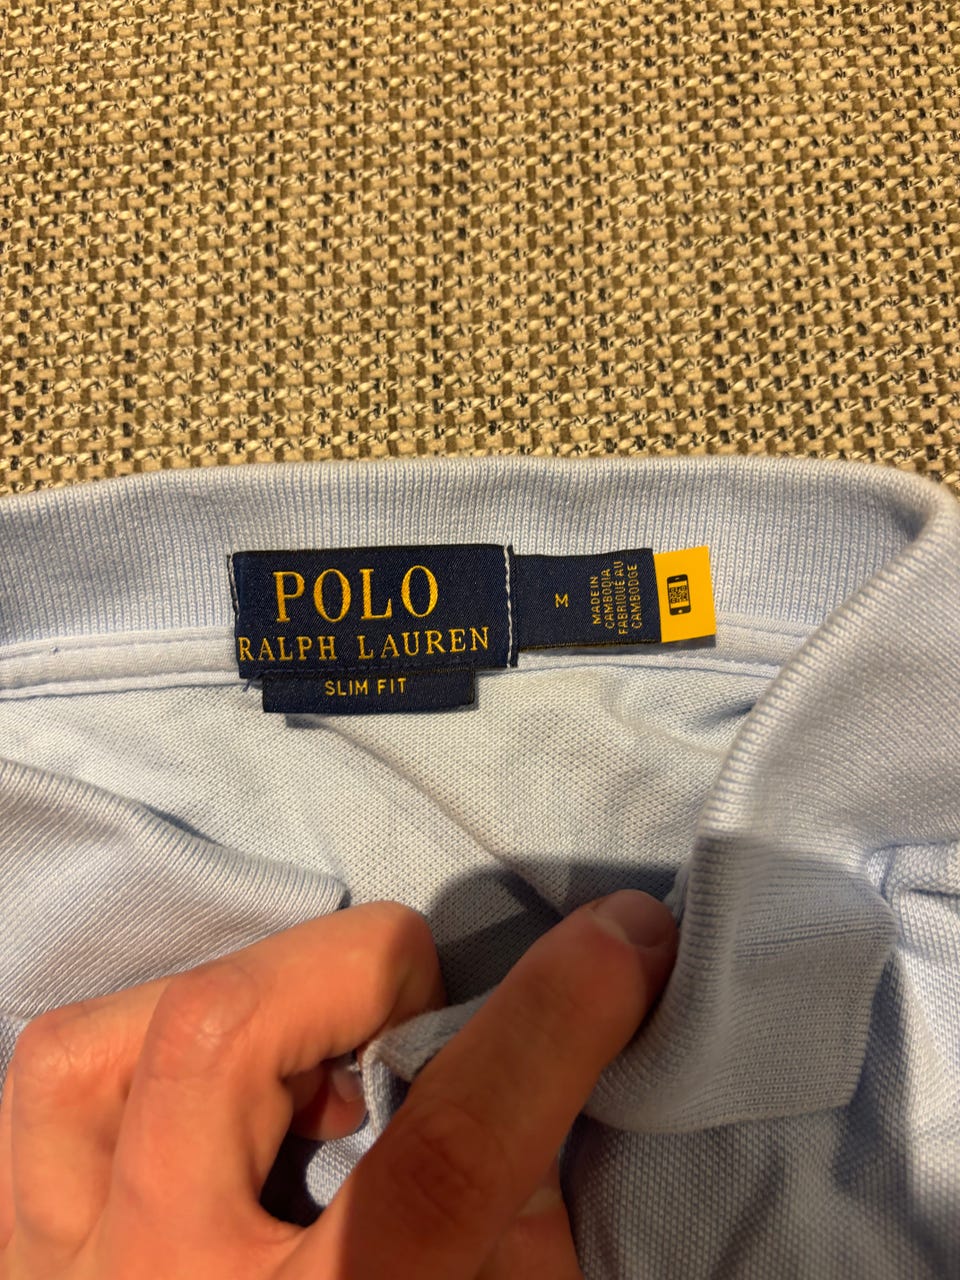 POLO
RALPH LAUREN
SLIM FIT
M
MADE IN
CAMBODIA
FABRIQUÉ AU
CAMBODGE